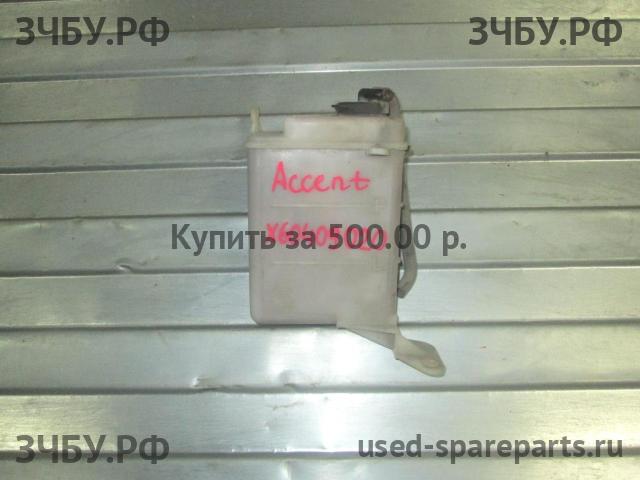 ЗЧБУ.РФ ЗЧБУ.РФ
Accent
Купить за 500.00 р.
ЗЧБУ.РФ used-spareparts.ru